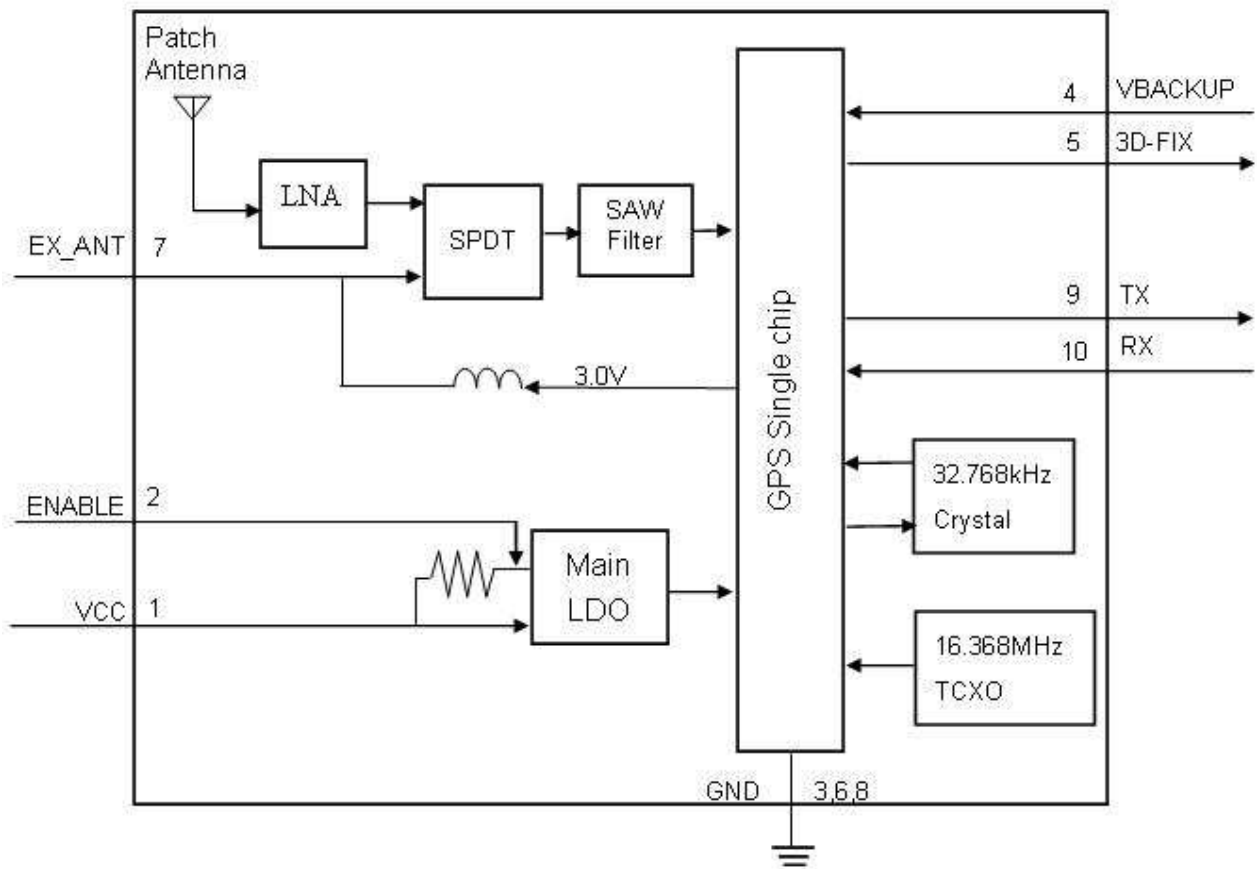 Patch
Antenna
4 VBACKUP
5 3D-FIX
LNA
SPDT
SAW
Filter
EX_ANT 7
GPS Single chip
9 TX
10 RX
3.0V
32.768kHz
Crystal
ENABLE 2
Main
LDO
VCC 1
16.368MHz
TCXO
GND 3,6,8